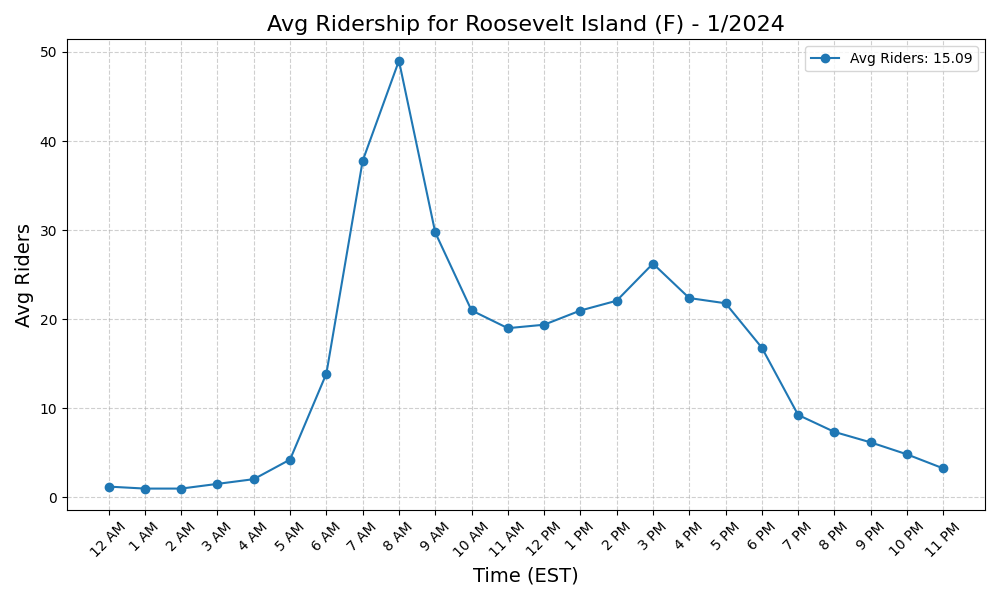 Avg Ridership for Roosevelt Island (F) - 1/2024
Avg Riders: 15.09
50
40
30
20
10
0
Avg Riders
12 AM
1 AM
2 AM
3 AM
4 AM
5 AM
6 AM
7 AM
8 AM
9 AM
10 AM
11 AM
12 PM
1 PM
2 PM
3 PM
4 PM
5 PM
6 PM
7 PM
8 PM
9 PM
10 PM
11 PM
Time (EST)